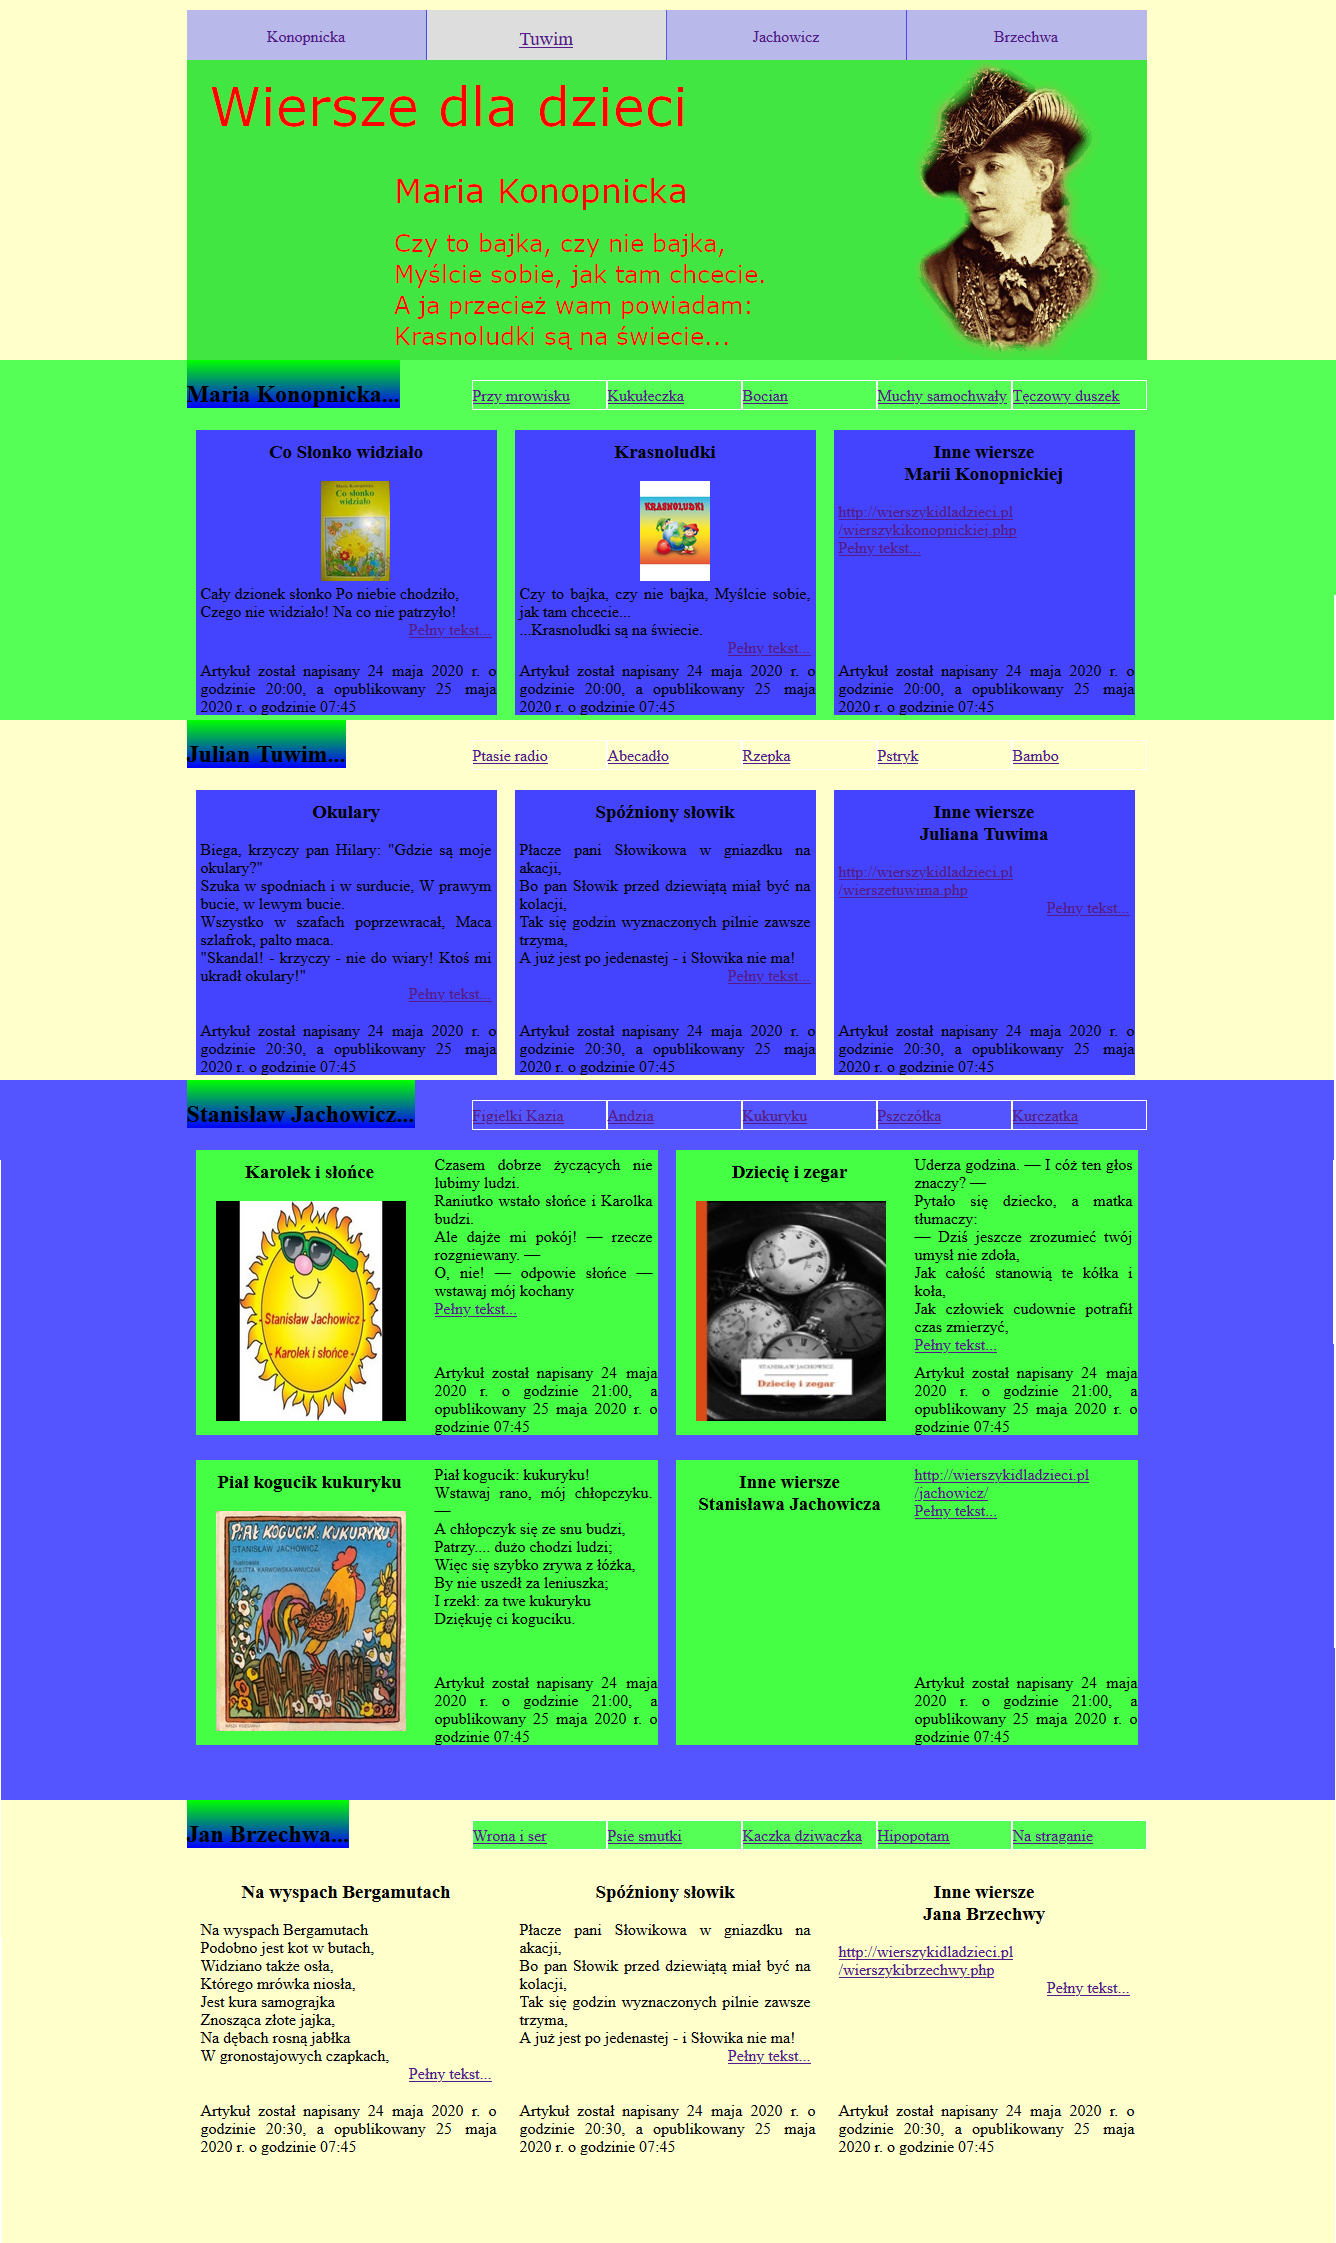 Konopnicka
Tuwim
Jachowicz
Brzechwa
Wiersze dla dzieci
Maria Konopnicka
Czy to bajka, czy nie bajka,
Myślcie sobie, jak tam chcecie.
A ja przecież wam powiadam:
Krasnoludki są na świecie...
Maria Konopnicka...
Przy mrowisku
Kukułeczka
Bocian
Muchy samochwały
Tęczowy duszek
Co Słonko widziało
Maria Konopnicka
Co słonko
widziało
Cały dzionek słonko Po niebie chodziło,
Czego nie widziało! Na co nie patrzyło!
Pełny tekst...
Artykuł został napisany 24 maja 2020 r. o
godzinie 20:00, a opublikowany 25 maja
2020 r. o godzinie 07:45
Krasnoludki
KRASNOLUDKI
Czy to bajka, czy nie bajka, Myślcie sobie,
jak tam chcecie...
...Krasnoludki są na świecie.
Pełny tekst...
Artykuł został napisany 24 maja 2020 r. o
godzinie 20:00, a opublikowany 25 maja
2020 r. o godzinie 07:45
Inne wiersze
Marii Konopnickiej
http://wierszykidladzieci.pl
/wierszykikonopnickiej.php
Pełny tekst...
Artykuł został napisany 24 maja 2020 r. o
godzinie 20:00, a opublikowany 25 maja
2020 r. o godzinie 07:45
Julian Tuwim...
Ptasie radio
Abecadło
Rzepka
Pstryk
Bambo
Okulary
Biega, krzyczy pan Hilary: "Gdzie są moje
okulary?"
Szuka w spodniach i w surducie, W prawym
bucie, w lewym bucie.
Wszystko w szafach poprzewracał, Maca
szlafrok, palto maca.
"Skandal! - krzyczy - nie do wiary! Ktoś mi
ukradł okulary!"
Pełny tekst...
Artykuł został napisany 24 maja 2020 r. o
godzinie 20:30, a opublikowany 25 maja
2020 r. o godzinie 07:45
Spóźniony słowik
Płacze pani Słowikowa w gniazdku na
akacji,
Bo pan Słowik przed dziewiątą miał być na
kolacji,
Tak się godzin wyznaczonych pilnie zawsze
trzyma,
A już jest po jedenastej - i Słowika nie ma!
Pełny tekst...
Artykuł został napisany 24 maja 2020 r. o
godzinie 20:30, a opublikowany 25 maja
2020 r. o godzinie 07:45
Inne wiersze
Juliana Tuwima
http://wierszykidladzieci.pl
/wierszetuwima.php
Pełny tekst...
Artykuł został napisany 24 maja 2020 r. o
godzinie 20:30, a opublikowany 25 maja
2020 r. o godzinie 07:45
Stanisław Jachowicz...
Figielki Kazia
Andzia
Kukuryku
Pszczółka
Kurczątka
Karolek i słońce
- Stanisław Jachowicz -
- Karolek i słońce -
Czasem dobrze życzących nie
lubimy ludzi.
Raniutko wstało słońce i Karolka
budzi.
Ale dajże mi pokój! — rzecze
rozgniewany. —
O, nie! — odpowie słońce —
wstawaj mój kochany
Pełny tekst...
Artykuł został napisany 24 maja
2020 r. o godzinie 21:00, a
opublikowany 25 maja 2020 r. o
godzinie 07:45
Dziecię i zegar
STANISŁAW JACHOWICZ
Dziecię i zegar
Uderza godzina. — I cóż ten głos
znaczy? —
Pytało się dziecko, a matka
tłumaczy:
— Dziś jeszcze zrozumieć twój
umysł nie zdoła,
Jak całość stanowią te kółka i
koła,
Jak człowiek cudownie potrafił
czas zmierzyć,
Pełny tekst...
Artykuł został napisany 24 maja
2020 r. o godzinie 21:00, a
opublikowany 25 maja 2020 r. o
godzinie 07:45
Piał kogucik kukuryku
PIAŁ KOGUCIK: KUKURYKU!
STANISŁAW JACHOWICZ
ilustrowała
JULITTA KARWOWSKA-WNUCZAK
NASZA KSIĘGARNIA
Piał kogucik: kukuryku!
Wstawaj rano, mój chłopczyku.
—
A chłopczyk się ze snu budzi,
Patrzy.... dużo chodzi ludzi;
Więc się szybko zrywa z łóżka,
By nie uszedł za leniuszka;
I rzekł: za twe kukuryku
Dziękuję ci koguciku.
Artykuł został napisany 24 maja
2020 r. o godzinie 21:00, a
opublikowany 25 maja 2020 r. o
godzinie 07:45
Inne wiersze
Stanisława Jachowicza
http://wierszykidladzieci.pl
/jachowicz/
Pełny tekst...
Artykuł został napisany 24 maja
2020 r. o godzinie 21:00, a
opublikowany 25 maja 2020 r. o
godzinie 07:45
Jan Brzechwa...
Wrona i ser
Psie smutki
Kaczka dziwaczka
Hipopotam
Na straganie
Na wyspach Bergamutach
Na wyspach Bergamutach
Podobno jest kot w butach,
Widziano także osła,
Którego mrówka niosła,
Jest kura samograjka
Znosząca złote jajka,
Na dębach rosną jabłka
W gronostajowych czapkach,
Pełny tekst...
Artykuł został napisany 24 maja 2020 r. o
godzinie 20:30, a opublikowany 25 maja
2020 r. o godzinie 07:45
Spóźniony słowik
Płacze pani Słowikowa w gniazdku na
akacji,
Bo pan Słowik przed dziewiątą miał być na
kolacji,
Tak się godzin wyznaczonych pilnie zawsze
trzyma,
A już jest po jedenastej - i Słowika nie ma!
Pełny tekst...
Artykuł został napisany 24 maja 2020 r. o
godzinie 20:30, a opublikowany 25 maja
2020 r. o godzinie 07:45
Inne wiersze
Jana Brzechwy
http://wierszykidladzieci.pl
/wierszykibrzechwy.php
Pełny tekst...
Artykuł został napisany 24 maja 2020 r. o
godzinie 20:30, a opublikowany 25 maja
2020 r. o godzinie 07:45